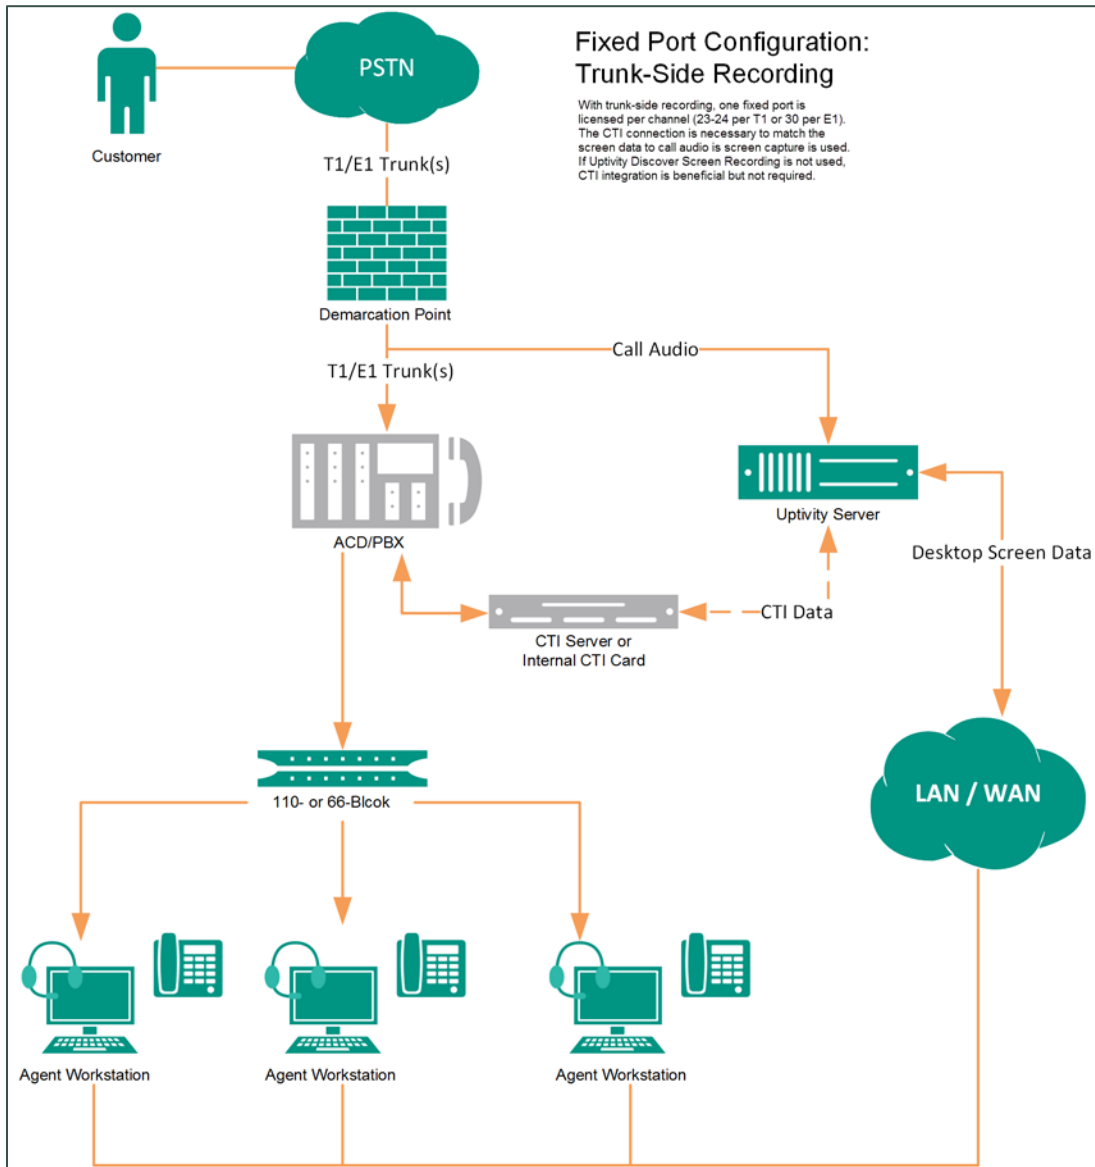 Fixed Port Configuration:
Trunk-Side Recording
With trunk-side recording, one fixed port is
licensed per channel (23-24 per T1 or 30 per E1).
The CTI connection is necessary to match the
screen data to call audio is screen capture is used.
If Uptivity Discover Screen Recording is not used,
CTI integration is beneficial but not required.
PSTN
Customer
T1/E1 Trunk(s)
Demarcation Point
Call Audio
T1/E1 Trunk(s)
Uptivity Server
ACD/PBX
Desktop Screen Data
CTI Data
CTI Server or
Internal CTI Card
110- or 66-Blcok
LAN / WAN
Agent Workstation
Agent Workstation
Agent Workstation